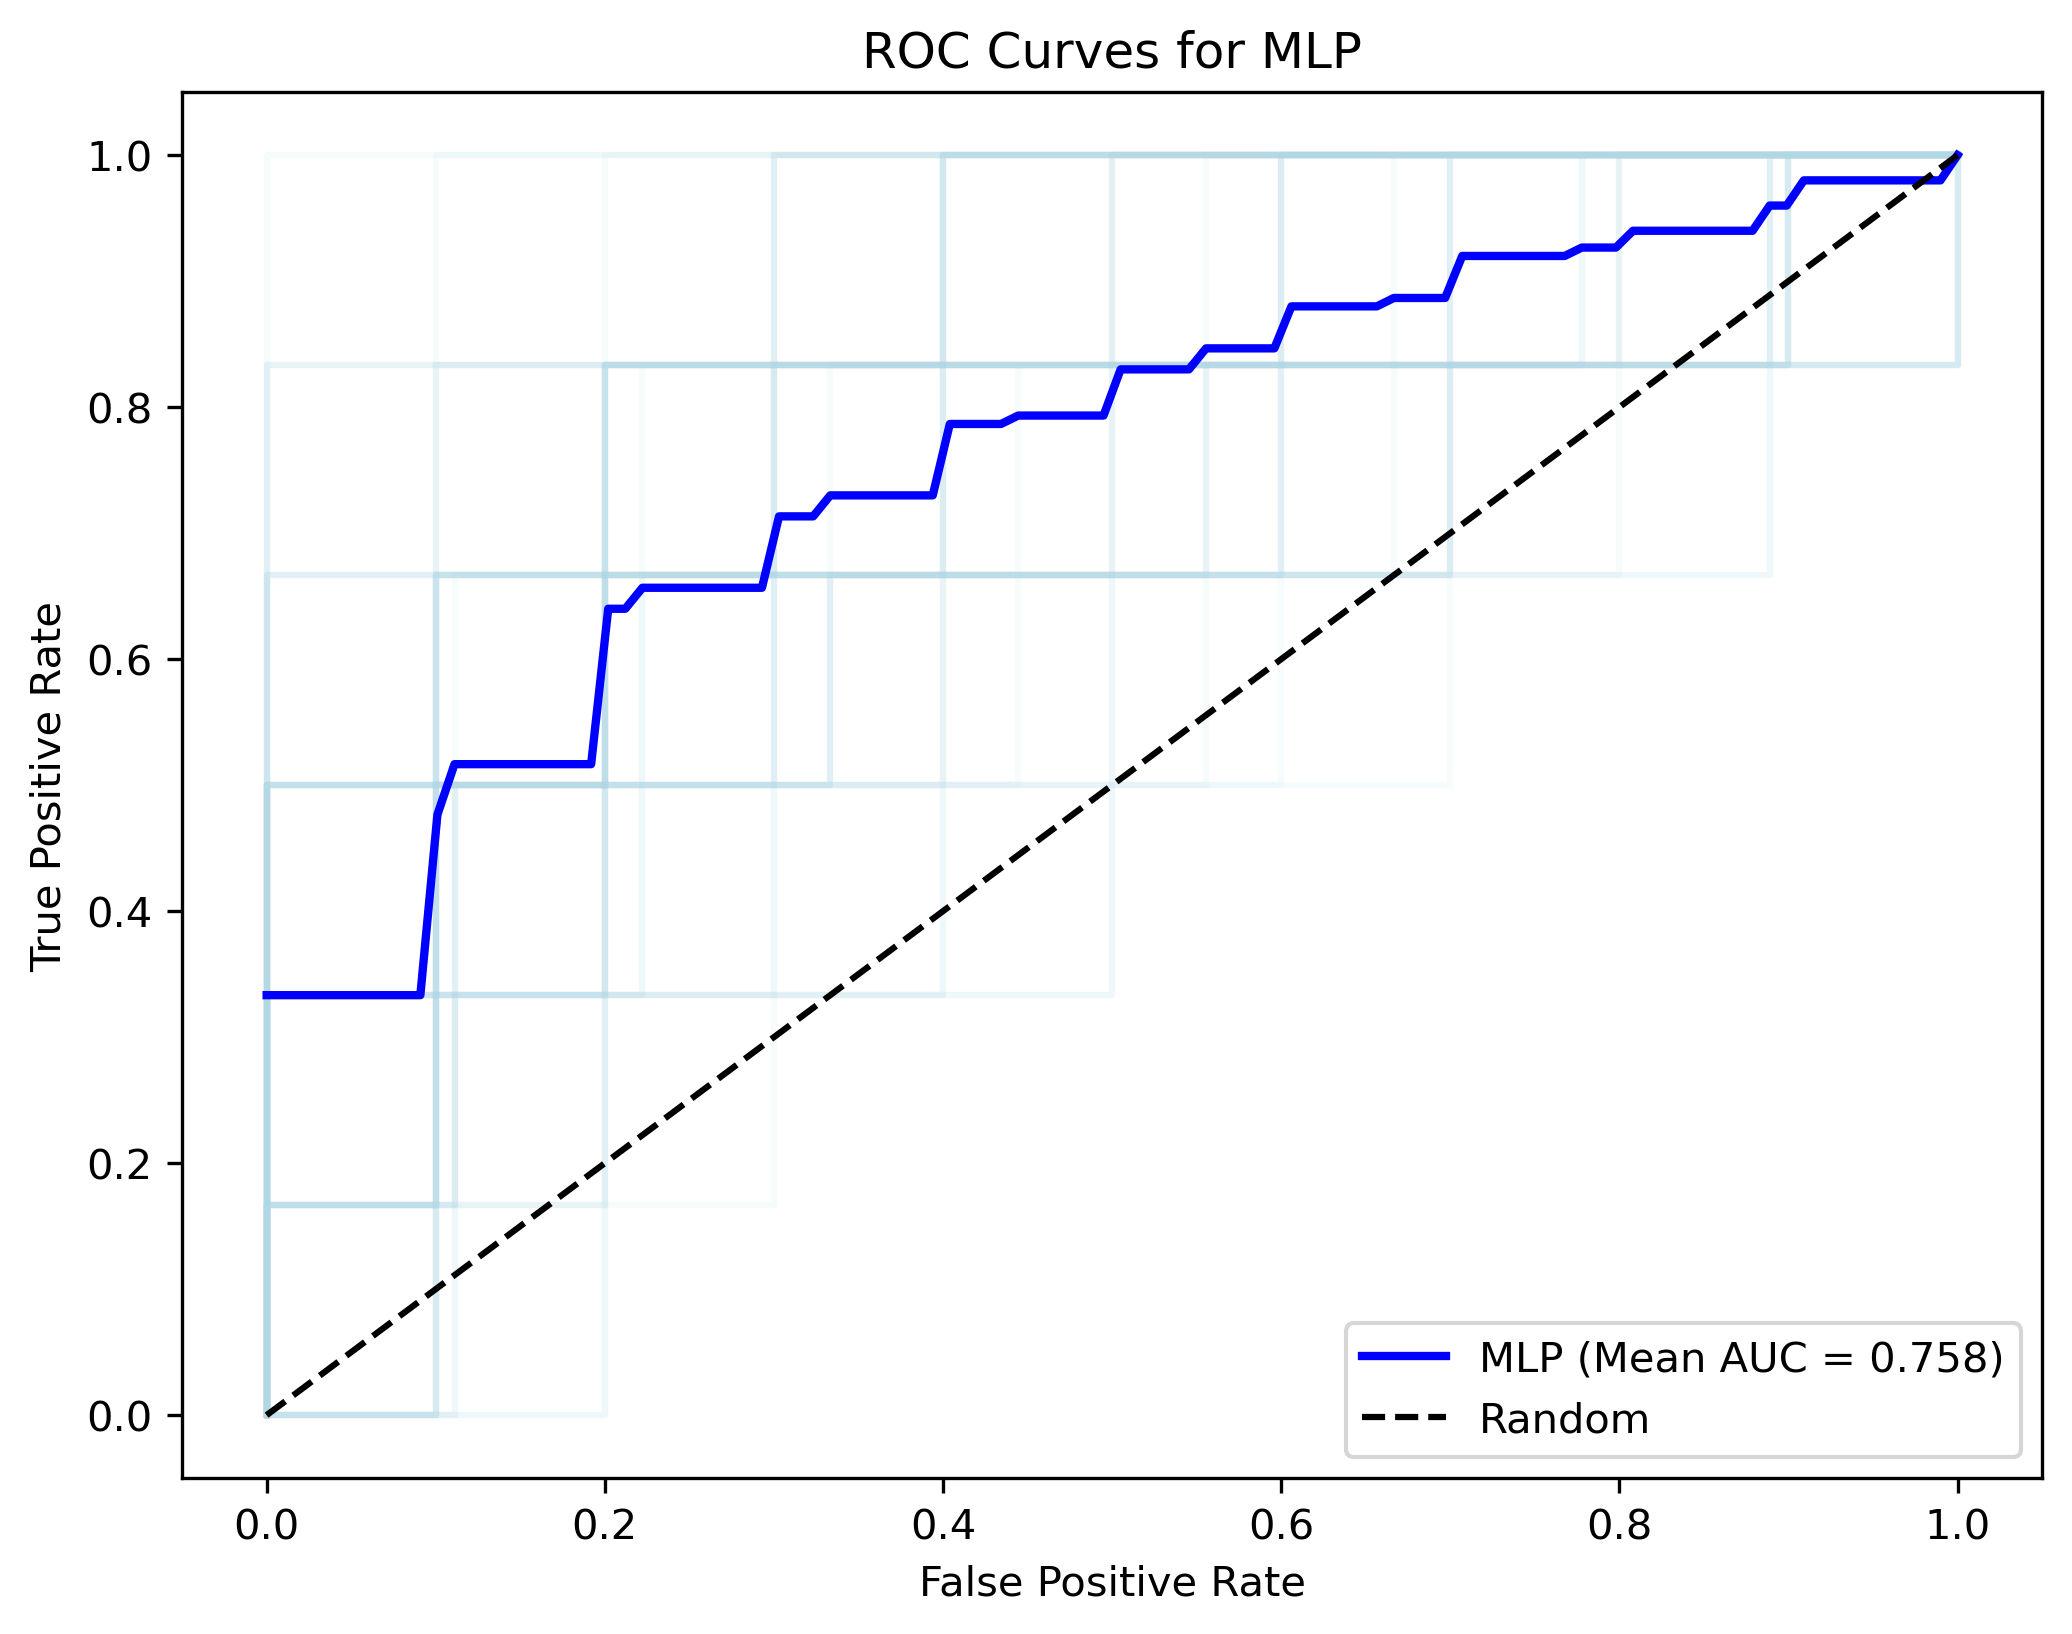 ROC Curves for MLP
1.0
0.8
0.6
0.4
0.2
0.0
True Positive Rate
0.0 0.2 0.4 0.6 0.8 1.0
False Positive Rate
MLP (Mean AUC = 0.758)
Random